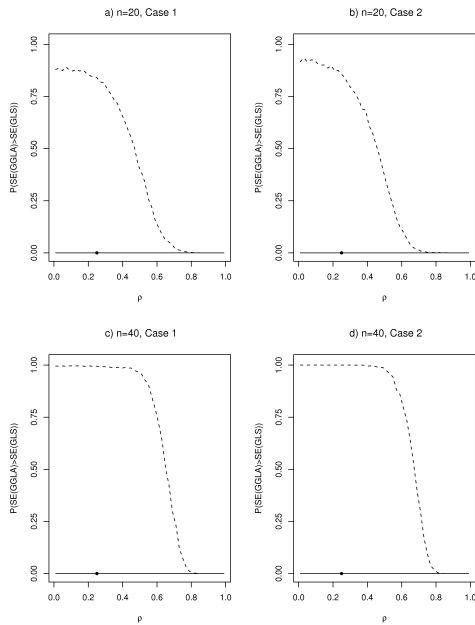 a) n=20, Case 1
P(SE(GGLA)>SE(GLS))
1.00
0.75
0.50
0.25
0.00
0.0 0.2 0.4 0.6 0.8 1.0
ρ
b) n=20, Case 2
P(SE(GGLA)>SE(GLS))
1.00
0.75
0.50
0.25
0.00
0.0 0.2 0.4 0.6 0.8 1.0
ρ
c) n=40, Case 1
P(SE(GGLA)>SE(GLS))
1.00
0.75
0.50
0.25
0.00
0.0 0.2 0.4 0.6 0.8 1.0
ρ
d) n=40, Case 2
P(SE(GGLA)>SE(GLS))
1.00
0.75
0.50
0.25
0.00
0.0 0.2 0.4 0.6 0.8 1.0
ρ